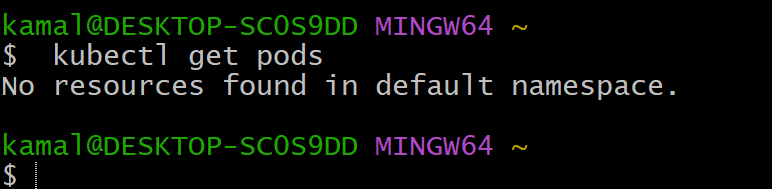 kamal@DESKTOP-SC0S9DD MINGW64 ~
$  kubectl get pods
No resources found in default namespace.
kamal@DESKTOP-SC0S9DD MINGW64 ~
$